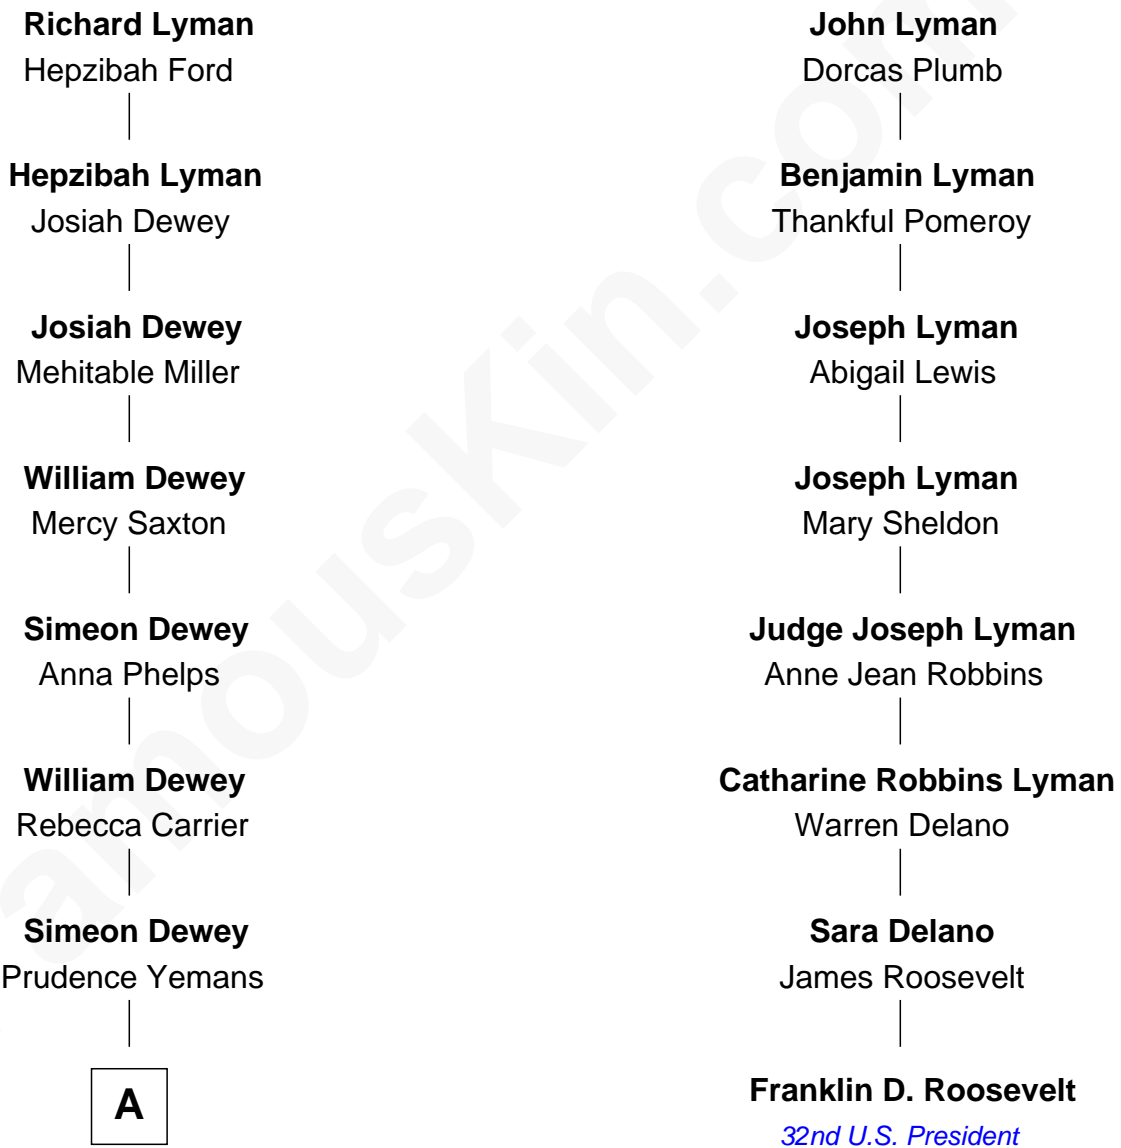 Richard Lyman
Hepzibah Ford
Hepzibah Lyman
Josiah Dewey
Josiah Dewey
Mehitable Miller
William Dewey
Mercy Saxton
Simeon Dewey
Anna Phelps
William Dewey
Rebecca Carrier
Simeon Dewey
Prudence Yemans
A
John Lyman
Dorcas Plumb
Benjamin Lyman
Thankful Pomeroy
Joseph Lyman
Abigail Lewis
Joseph Lyman
Mary Sheldon
Judge Joseph Lyman
Anne Jean Robbins
Catharine Robbins Lyman
Warren Delano
Sara Delano
James Roosevelt
Franklin D. Roosevelt
32nd U.S. President
amouskin.com